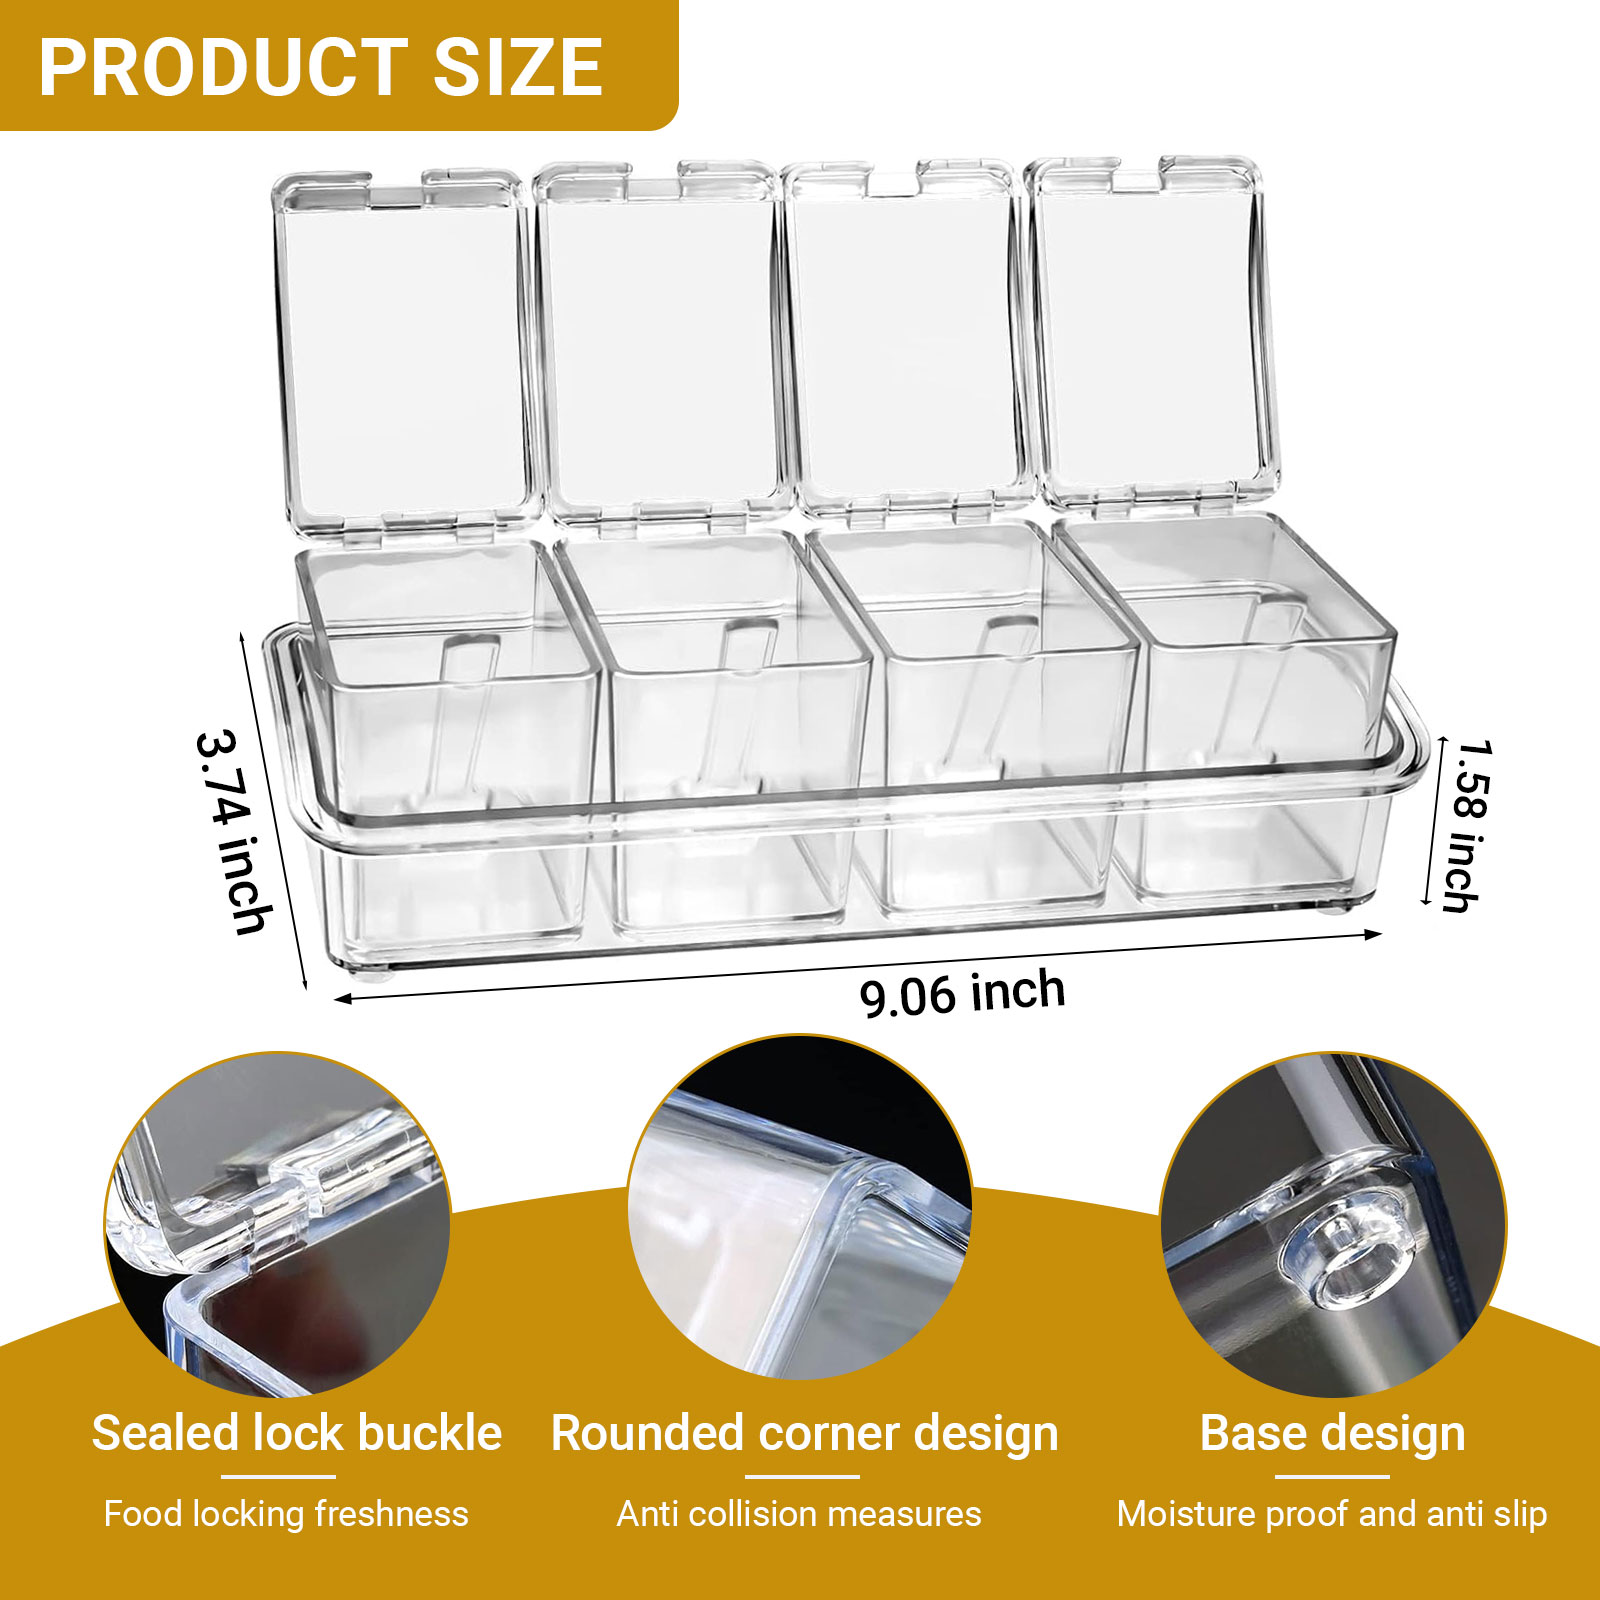 PRODUCT SIZE
3.74 inch
1.58 inch
9.06 inch
Sealed lock buckle
Food locking freshness
Rounded corner design
Anti collision measures
Base design
Moisture proof and anti slip